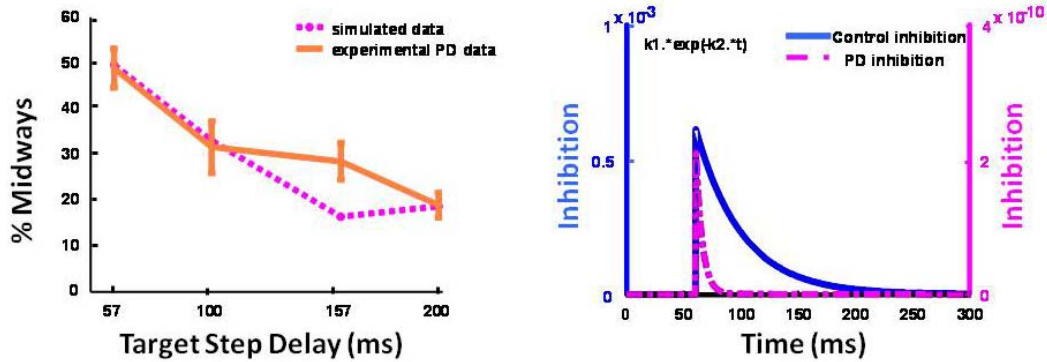 60
50
40
30
20
10
0
% Midways
simulated data
experimental PD data
57 100 157 200
Target Step Delay (ms)
1 x 10-3
0.5
0
Inhibition
k1.*exp(-k2.*t)
Control inhibition
PD inhibition
4 x 10-10
2
0
Inhibition
0 50 100 150 200 250 300
Time (ms)